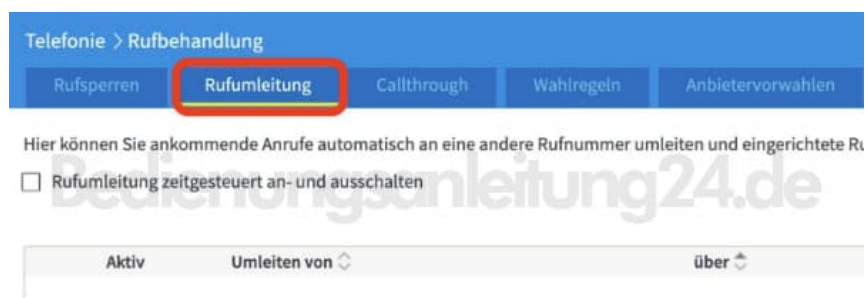 Telefonie > Rufbehandlung
Rufsperren Rufumleitung Callthrough Wahlregeln Anbietervorwahlen
Hier können Sie ankommende Anrufe automatisch an eine andere Rufnummer umleiten und eingerichtete Ru
Rufumleitung zeitgesteuert an- und ausschalten
Bedienungsanleitung24.de
Aktiv Umleiten von über